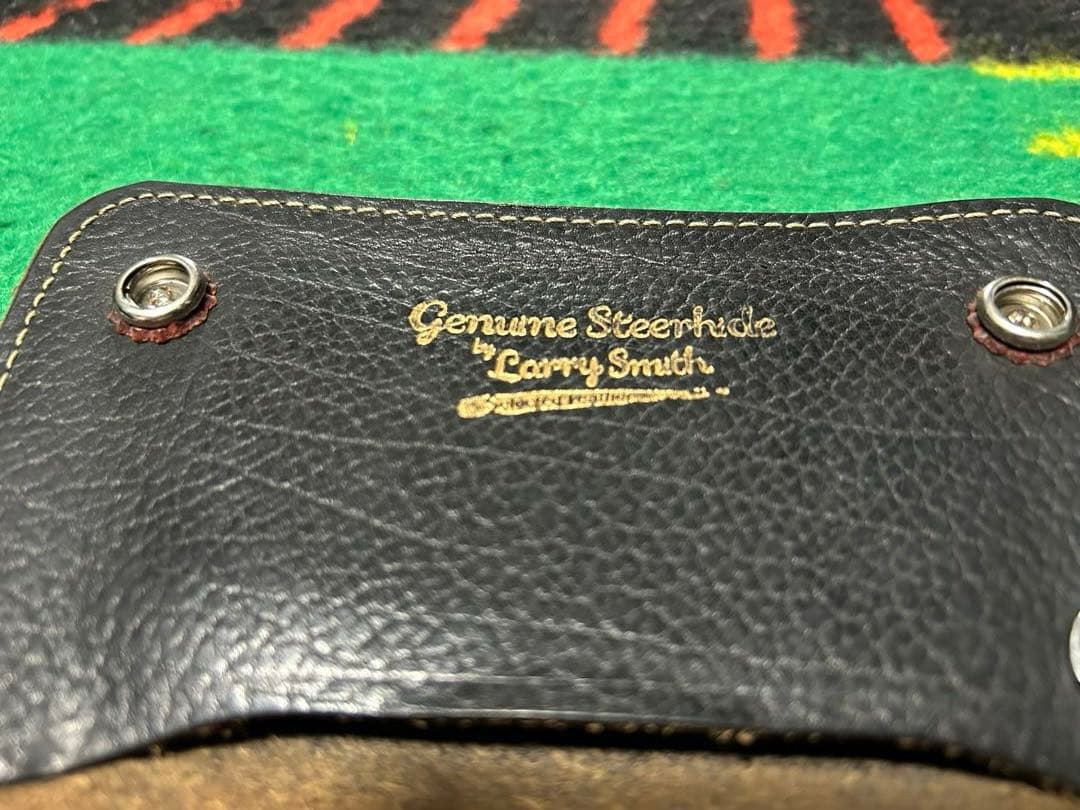 Genuine Steerhide
by Larry Smith